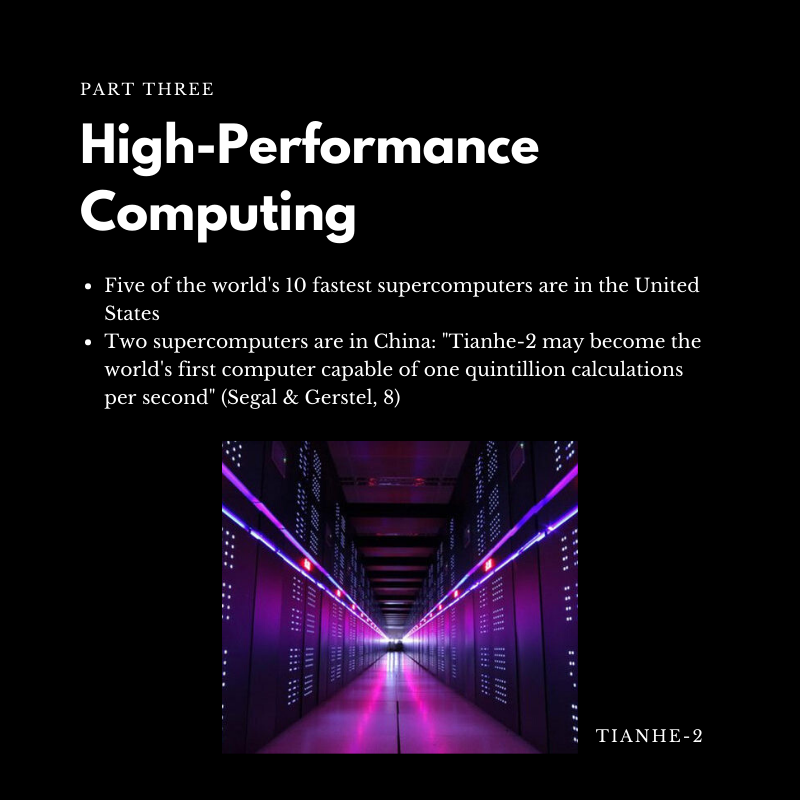 PART THREE
High-Performance
Computing
• Five of the world's 10 fastest supercomputers are in the United
States
• Two supercomputers are in China: "Tianhe-2 may become the
world's first computer capable of one quintillion calculations
per second" (Segal & Gerstel, 8)
TIANHE-2